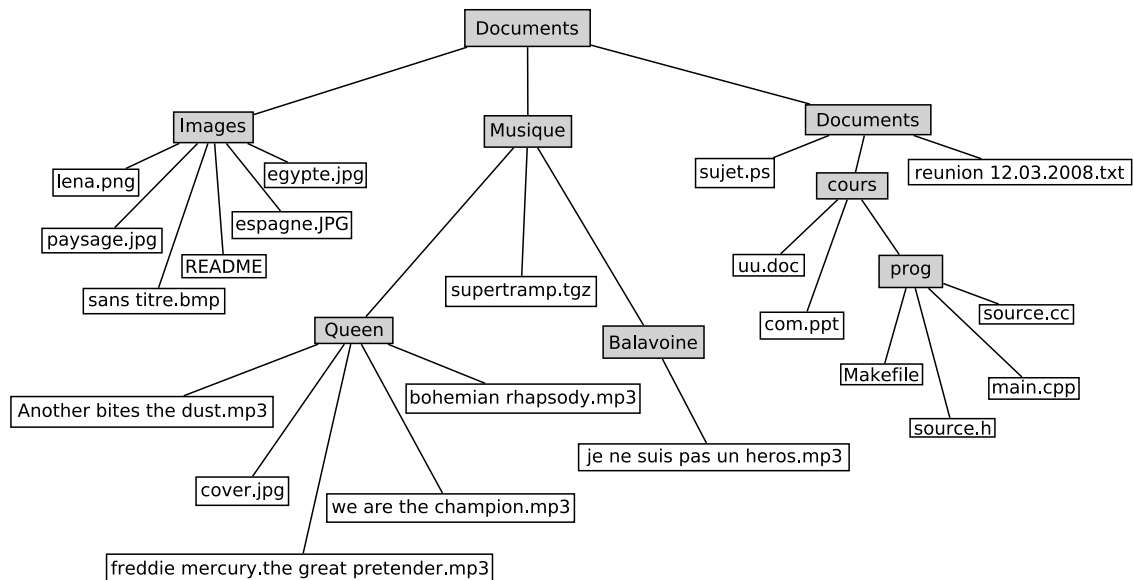 Documents
Images
Musique
Documents
lena.png
egypte.jpg
sujet.ps
reunion 12.03.2008.txt
cours
paysage.jpg
espagne.JPG
README
uu.doc
prog
sans titre.bmp
supertramp.tgz
source.cc
com.ppt
Queen
Balavoine
Makefile
main.cpp
Another bites the dust.mp3
bohemian rhapsody.mp3
source.h
je ne suis pas un heros.mp3
cover.jpg
we are the champion.mp3
freddie mercury.the great pretender.mp3